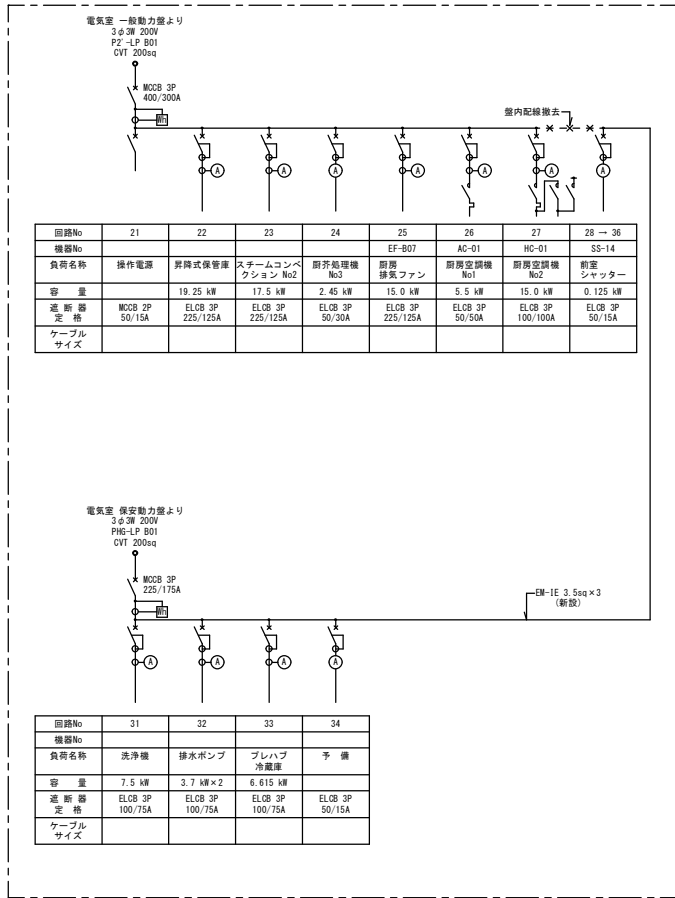 電気室 一般動力盤より
3φ3W 200V
P2'-LP B01
CVT 200sq
MCCB 3P
400/300A
Wh
盤内配線撤去
A A A A A A A
回路No 21 22 23 24 25 26 27 28 → 36
機器No EF-B07 AC-01 HC-01 SS-14
負荷名称 操作電源 昇降式保管庫 スチームコンベ 厨芥処理機 厨房 厨房空調機 厨房空調機 前室
クション No2 No3 排気ファン No1 No2 シャッター
容 量 19.25 kW 17.5 kW 2.45 kW 15.0 kW 5.5 kW 15.0 kW 0.125 kW
遮 断 器 MCCB 2P ELCB 3P ELCB 3P ELCB 3P ELCB 3P ELCB 3P ELCB 3P ELCB 3P
定 格 50/15A 225/125A 225/125A 50/30A 225/125A 50/50A 100/100A 50/15A
ケーブル
サイズ
電気室 保安動力盤より
3φ3W 200V
PHG-LP B01
CVT 200sq
MCCB 3P
225/175A
Wh
EM-IE 3.5sq×3
(新設)
A A A A
回路No 31 32 33 34
機器No
負荷名称 洗浄機 排水ポンプ プレハブ 予 備
冷蔵庫
容 量 7.5 kW 3.7 kW×2 6.615 kW
遮 断 器 ELCB 3P ELCB 3P ELCB 3P ELCB 3P
定 格 100/75A 100/75A 100/75A 50/15A
ケーブル
サイズ